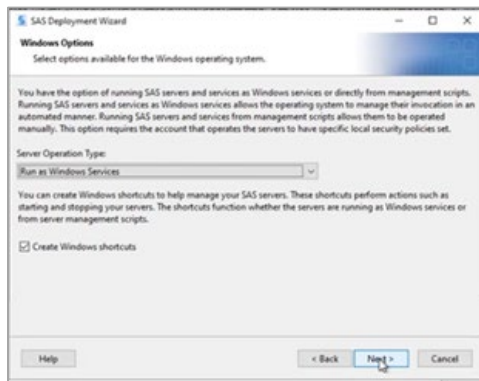 SAS Deployment Wizard
Windows Options
Select options available for the Windows operating system.
You have the option of running SAS servers and services as Windows services or directly from management scripts.
Running SAS servers and services as Windows services allows the operating system to manage their invocation in an
automated manner. Running SAS servers and services from management scripts allows them to be operated
manually. This option requires the account that operates the servers to have specific local security policies set.
Server Operation Type:
Run as Windows Services
You can create Windows shortcuts to help manage your SAS servers. These shortcuts perform actions such as
starting and stopping your servers. The shortcuts function whether the servers are running as Windows services or
from server management scripts.
Create Windows shortcuts
Help < Back Next > Cancel